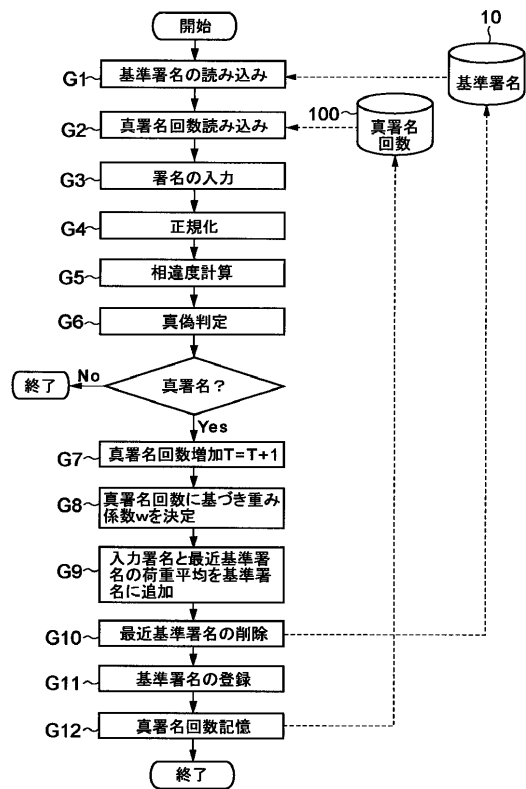 開始
10
G1
基準署名の読み込み
基準署名
100
G2
真署名回数読み込み
真署名
回数
G3
署名の入力
G4
正規化
G5
相違度計算
G6
真偽判定
終了
No
真署名?
Yes
G7
真署名回数増加T=T+1
G8
真署名回数に基づき重み
係数wを決定
G9
入力署名と最近基準署
名の荷重平均を基準署
名に追加
G10
最近基準署名の削除
G11
基準署名の登録
G12
真署名回数記憶
終了